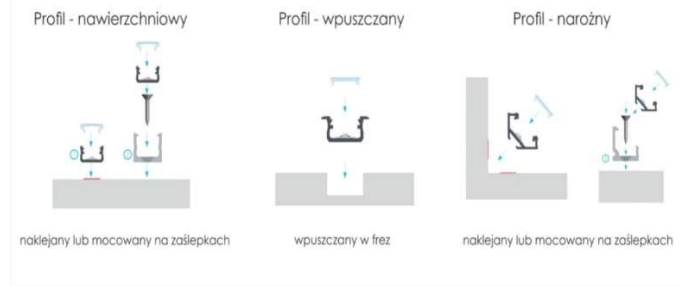 Profil - nawierzchniowy
Profil - wpuszczany
Profil - narożny
naklejany lub mocowany na zaślepkach
wpuszczany w frez
naklejany lub mocowany na zaślepkach